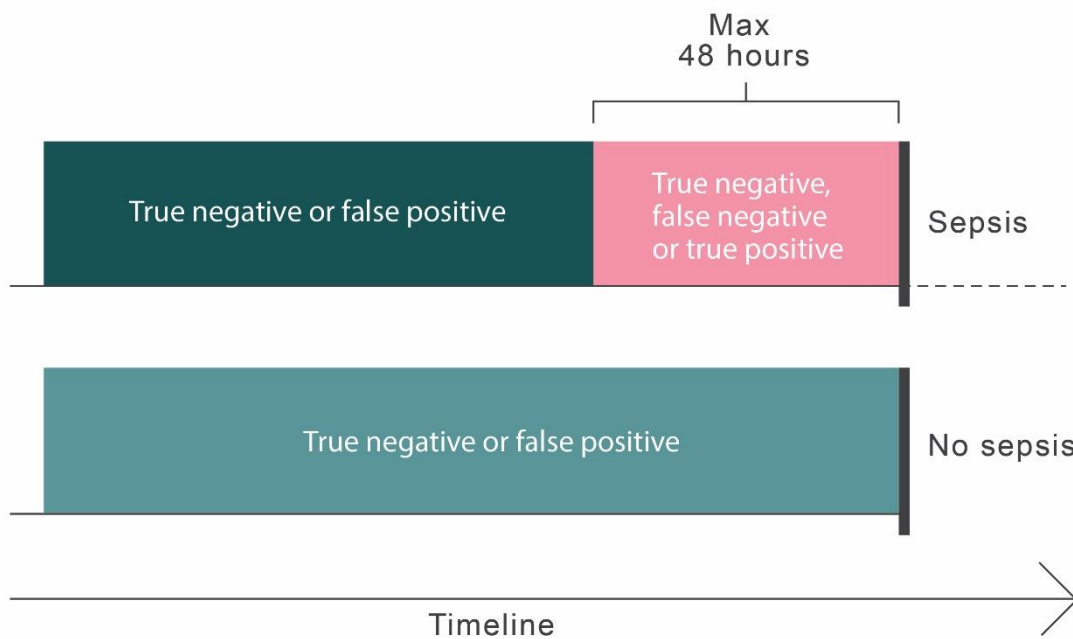 Max
48 hours
True negative or false positive
True negative,
false negative
or true positive
Sepsis
True negative or false positive
No sepsis
Timeline